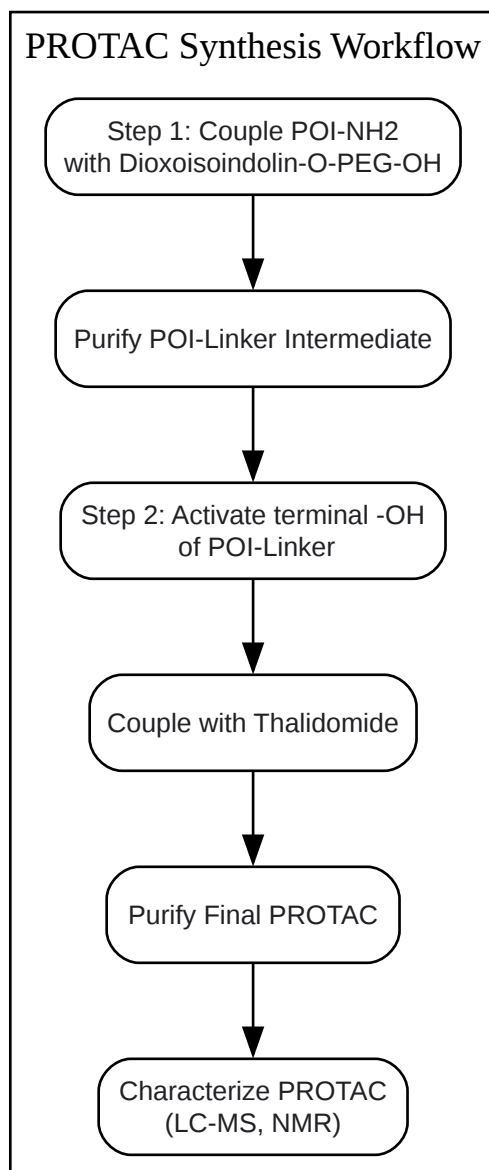 PROTAC Synthesis Workflow
Step 1: Couple POI-NH2
with Dioxoisoindolin-O-PEG-OH
Purify POI-Linker Intermediate
Step 2: Activate terminal -OH
of POI-Linker
Couple with Thalidomide
Purify Final PROTAC
Characterize PROTAC
(LC-MS, NMR)